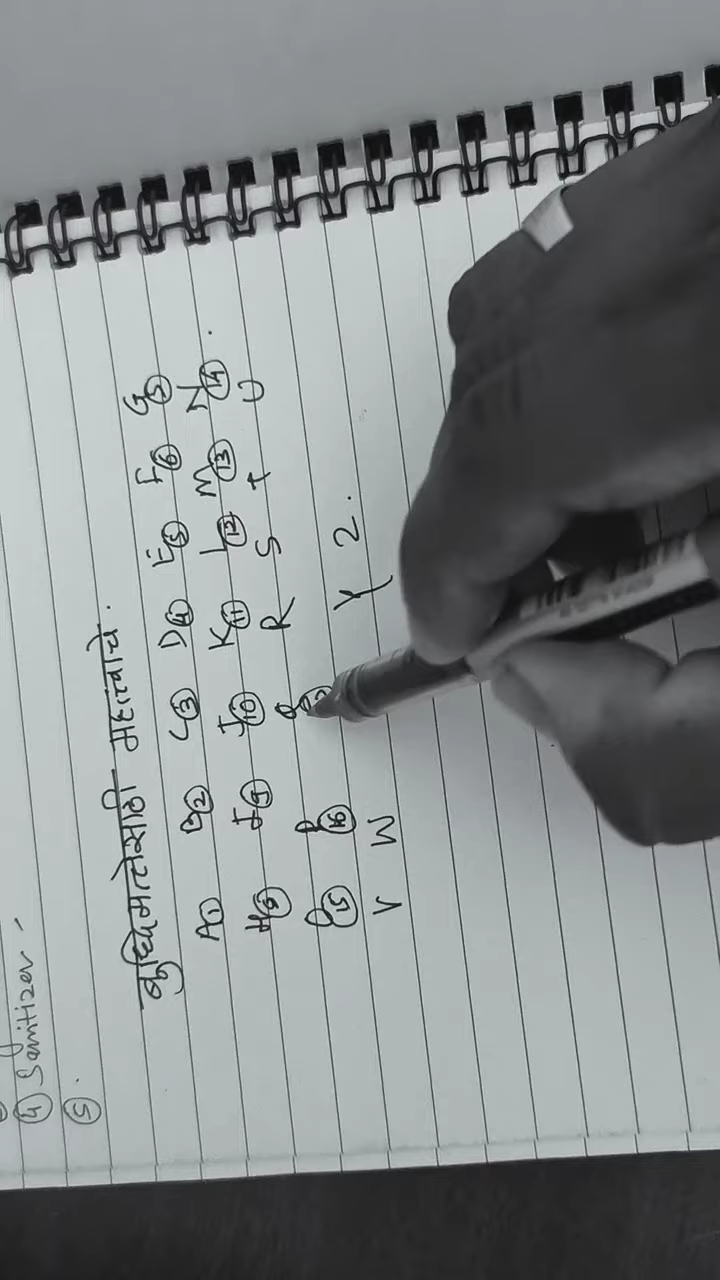 ④ Sanitizer -
⑤.
बुध्दिमत्तेसाठी महत्त्वाचे.
A① B② C③ D④ E⑤ F⑥ G⑤
H⑧ I⑨ J⑩ K⑪ L⑫ M⑬ N⑭.
O⑮ P⑯ Q R S T U
V W Y Z.